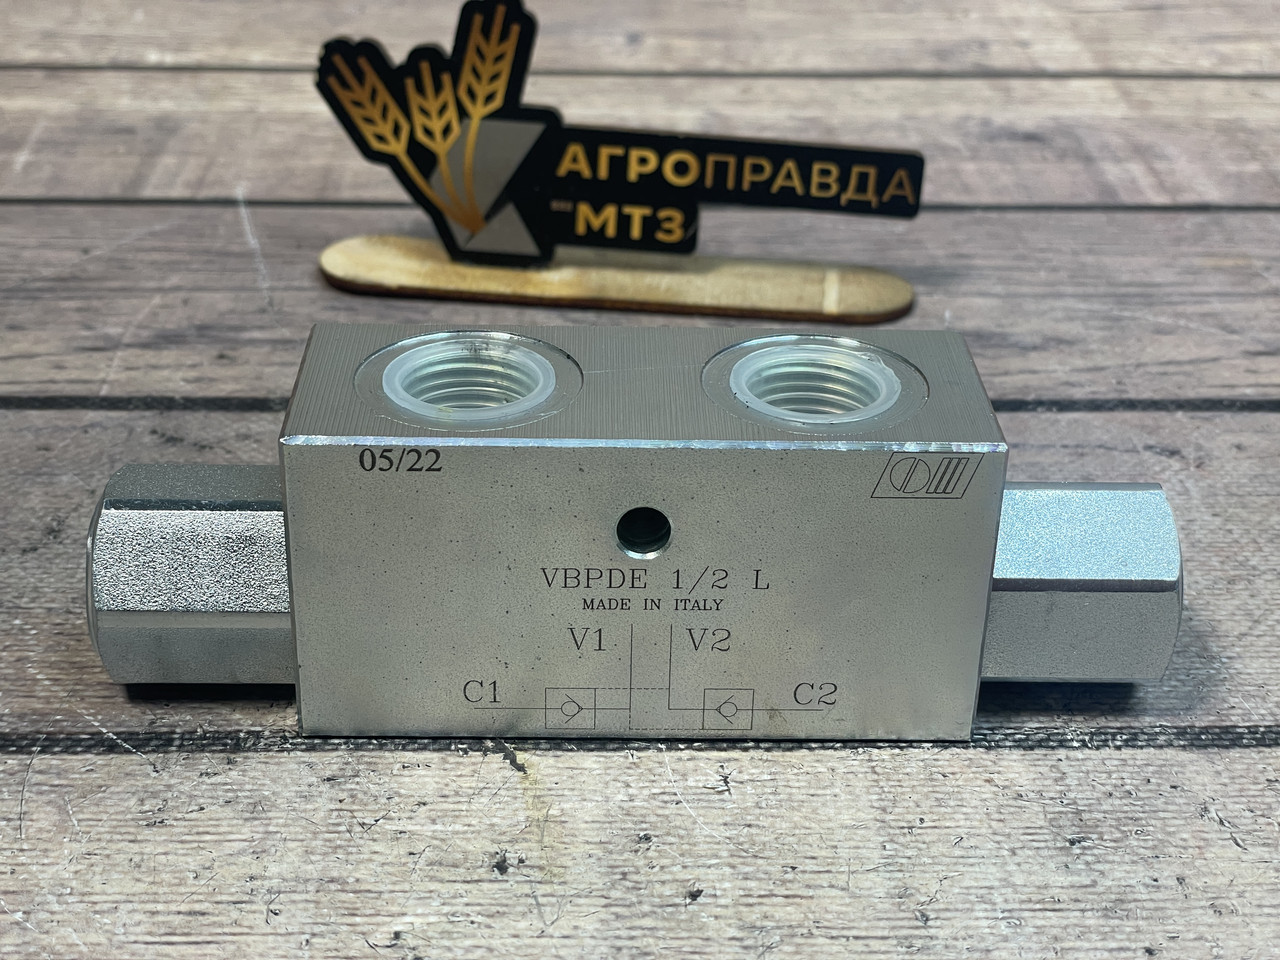 АГРОПРАВДА
МТЗ
05/22
VBPDE 1/2 L
MADE IN ITALY
V1 V2
C1 C2